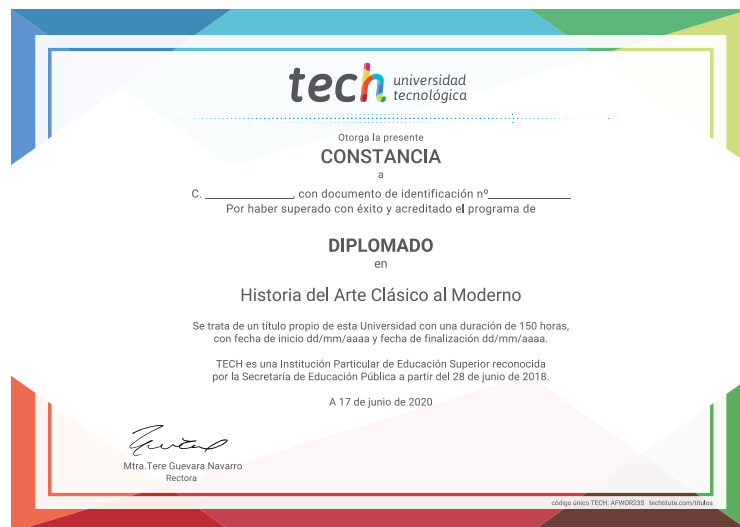 tech universidad
tecnológica
Otorga la presente
CONSTANCIA
a
C. ______________, con documento de identificación nº______________
Por haber superado con éxito y acreditado el programa de
DIPLOMADO
en
Historia del Arte Clásico al Moderno
Se trata de un título propio de esta Universidad con una duración de 150 horas,
con fecha de inicio dd/mm/aaaa y fecha de finalización dd/mm/aaaa.
TECH es una Institución Particular de Educación Superior reconocida
por la Secretaría de Educación Pública a partir del 28 de junio de 2018.
A 17 de junio de 2020
Mtra.Tere Guevara Navarro
Rectora
código único TECH: AFWOR23S techtitute.com/títulos